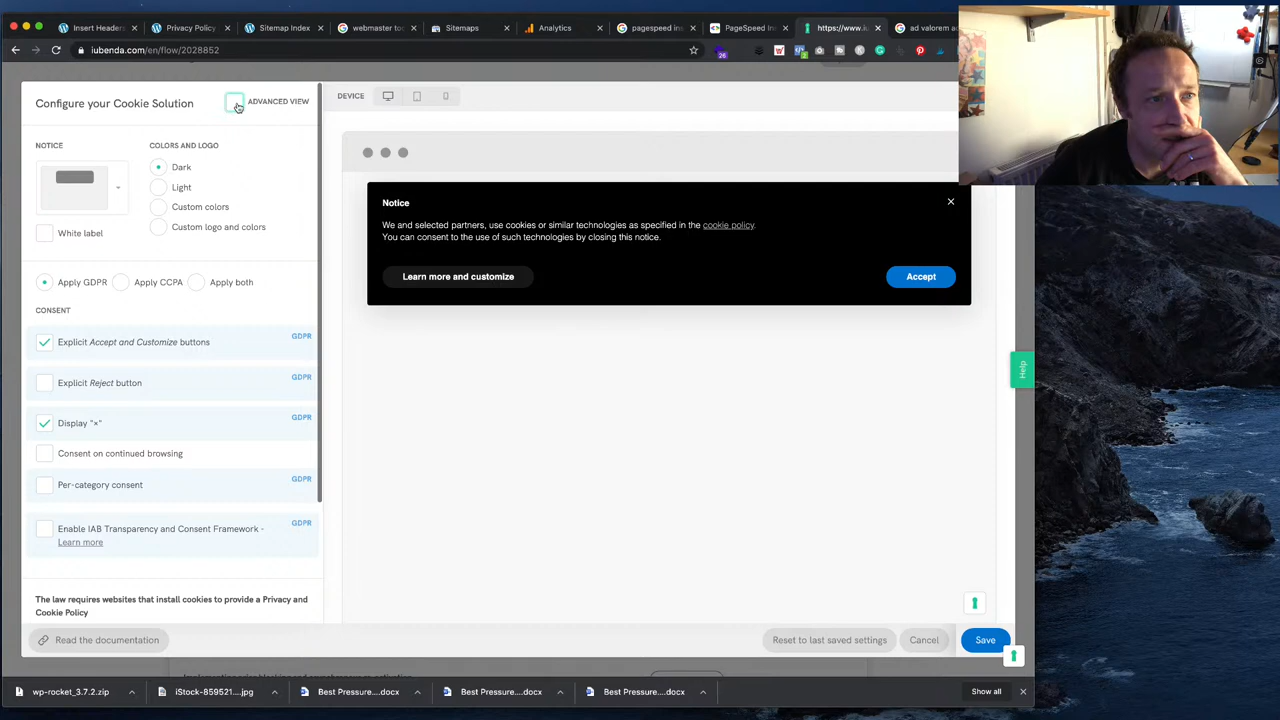 Insert Headers
Privacy Policy
Sitemap Index
webmaster too
Sitemaps
Analytics
pagespeed ins
PageSpeed Ins
https://www.iu
ad valorem
iubenda.com/en/flow/2028852
26
Configure your Cookie Solution
ADVANCED VIEW
DEVICE
NOTICE
COLORS AND LOGO
Dark
Light
Custom colors
White label
Custom logo and colors
Apply GDPR
Apply CCPA
Apply both
CONSENT
Explicit Accept and Customize buttons
GDPR
Explicit Reject button
GDPR
Display "×"
GDPR
Consent on continued browsing
Per-category consent
GDPR
Enable IAB Transparency and Consent Framework -
Learn more
GDPR
The law requires websites that install cookies to provide a Privacy and
Cookie Policy
Read the documentation
Notice
We and selected partners, use cookies or similar technologies as specified in the cookie policy.
You can consent to the use of such technologies by closing this notice.
Learn more and customize
Accept
Help
Reset to last saved settings
Cancel
Save
wp-rocket_3.7.2.zip
iStock-859521....jpg
Best Pressure....docx
Best Pressure....docx
Best Pressure....docx
Show all